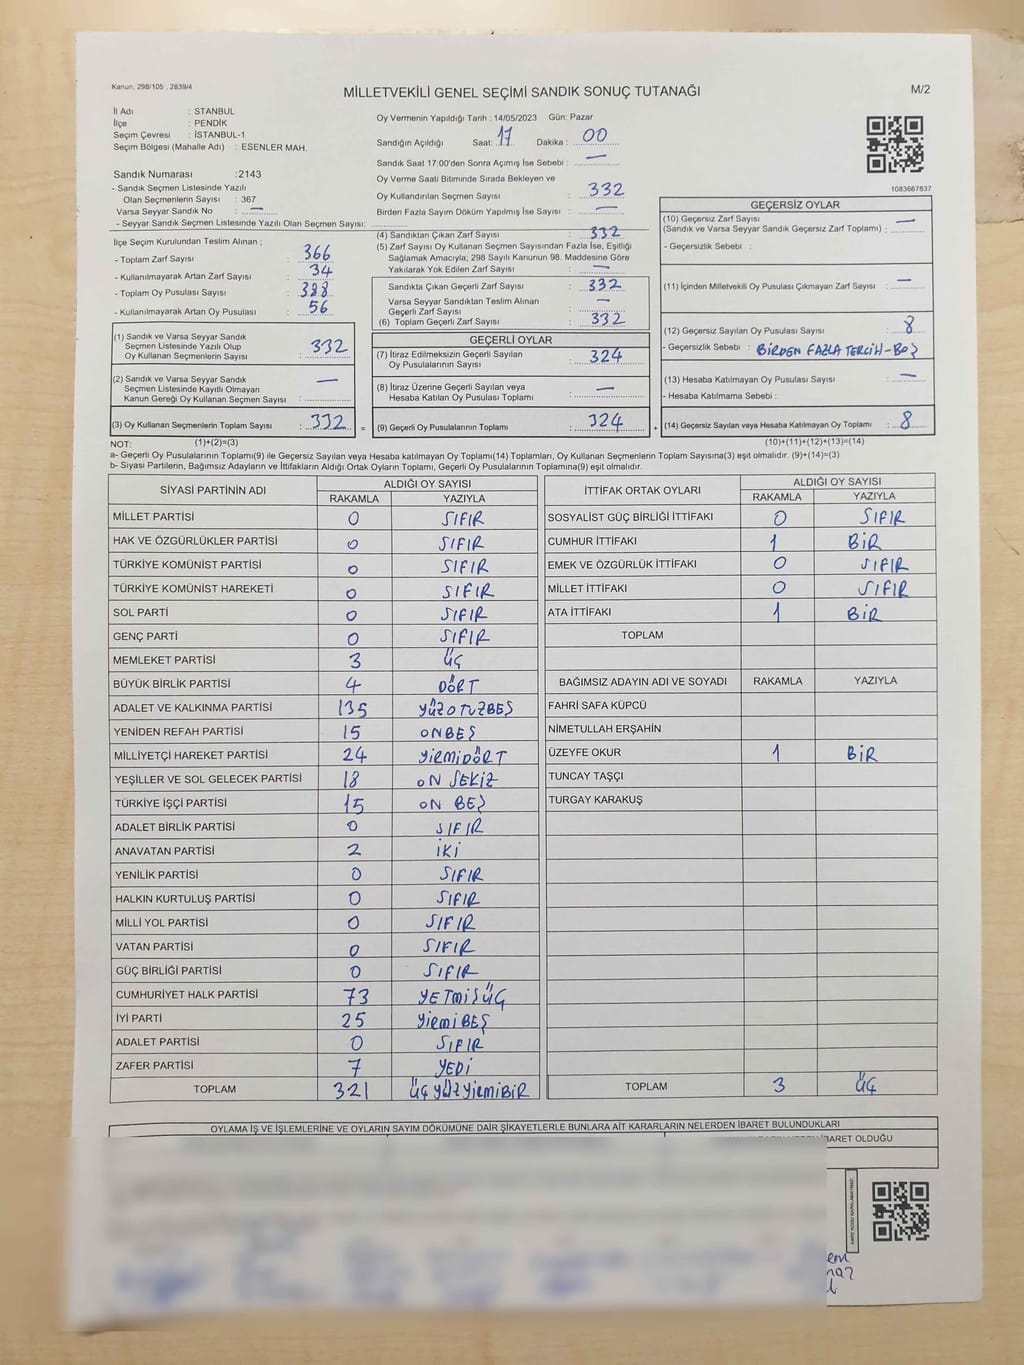 Kanun; 298/105 , 2839/4
MİLLETVEKİLİ GENEL SEÇİMİ SANDIK SONUÇ TUTANAĞI
M/2
İl Adı : STANBUL
İlçe : PENDİK
Seçim Çevresi : İSTANBUL-1
Seçim Bölgesi (Mahalle Adı) : ESENLER MAH.
Sandık Numarası :2143
- Sandık Seçmen Listesinde Yazılı
Olan Seçmenlerin Sayısı : 367
Varsa Seyyar Sandık No : —
- Seyyar Sandık Seçmen Listesinde Yazılı Olan Seçmen Sayısı:
Oy Vermenin Yapıldığı Tarih : 14/05/2023 Gün: Pazar
Sandığın Açıldığı Saat: 17 Dakika : 00
Sandık Saat 17:00'den Sonra Açımış İse Sebebi : —
Oy Verme Saati Bitiminde Sırada Bekleyen ve
Oy Kullandırılan Seçmen Sayısı : 332
Birden Fazla Sayım Döküm Yapılmış İse Sayısı : —
1083667837
İlçe Seçim Kurulundan Teslim Alınan ;
- Toplam Zarf Sayısı : 366
- Kullanılmayarak Artan Zarf Sayısı : 34
- Toplam Oy Pusulası Sayısı : 388
- Kullanılmayarak Artan Oy Pusulası : 56
(4) Sandıktan Çıkan Zarf Sayısı : 332
(5) Zarf Sayısı Oy Kullanan Seçmen Sayısından Fazla İse, Eşitliği
Sağlamak Amacıyla; 298 Sayılı Kanunun 98. Maddesine Göre
Yakılarak Yok Edilen Zarf Sayısı : —
Sandıkta Çıkan Geçerli Zarf Sayısı : 332
Varsa Seyyar Sandıktan Teslim Alınan
Geçerli Zarf Sayısı : —
(6) Toplam Geçerli Zarf Sayısı : 332
GEÇERSİZ OYLAR
(10) Geçersiz Zarf Sayısı
(Sandık ve Varsa Seyyar Sandık Geçersiz Zarf Toplamı) : —
- Geçersizlik Sebebi :
(11) İçinden Milletvekili Oy Pusulası Çıkmayan Zarf Sayısı : —
(12) Geçersiz Sayılan Oy Pusulası Sayısı : 8
- Geçersizlik Sebebi : BİRDEN FAZLA TERCİH-BOŞ
(13) Hesaba Katılmayan Oy Pusulası Sayısı : —
- Hesaba Katılmama Sebebi :
(14) Geçersiz Sayılan veya Hesaba Katılmayan Oy Toplamı : 8
(1) Sandık ve Varsa Seyyar Sandık
Seçmen Listesinde Yazılı Olup
Oy Kullanan Seçmenlerin Sayısı : 332
(2) Sandık ve Varsa Seyyar Sandık
Seçmen Listesinde Kayıtlı Olmayan
Kanun Gereği Oy Kullanan Seçmen Sayısı : —
(3) Oy Kullanan Seçmenlerin Toplam Sayısı : 332 =
GEÇERLİ OYLAR
(7) İtiraz Edilmeksizin Geçerli Sayılan
Oy Pusulalarının Sayısı : 324
(8) İtiraz Üzerine Geçerli Sayılan veya
Hesaba Katılan Oy Pusulası Toplamı : —
(9) Geçerli Oy Pusulalarının Toplamı : 324 +
NOT: (1)+(2)=(3)
(10)+(11)+(12)+(13)=(14)
a- Geçerli Oy Pusulalarının Toplamı(9) ile Geçersiz Sayılan veya Hesaba katılmayan Oy Toplamı(14) Toplamları, Oy Kullanan Seçmenlerin Toplam Sayısına(3) eşit olmalıdır. (9)+(14)=(3)
b- Siyasi Partilerin, Bağımsız Adayların ve İttifakların Aldığı Ortak Oyların Toplamı, Geçerli Oy Pusulalarının Toplamına(9) eşit olmalıdır.
SİYASİ PARTİNİN ADI ALDIĞI OY SAYISI
RAKAMLA YAZIYLA
MİLLET PARTİSİ 0 SIFIR
HAK VE ÖZGÜRLÜKLER PARTİSİ 0 SIFIR
TÜRKİYE KOMÜNİST PARTİSİ 0 SIFIR
TÜRKİYE KOMÜNİST HAREKETİ 0 SIFIR
SOL PARTİ 0 SIFIR
GENÇ PARTİ 0 SIFIR
MEMLEKET PARTİSİ 3 ÜÇ
BÜYÜK BİRLİK PARTİSİ 4 DÖRT
ADALET VE KALKINMA PARTİSİ 135 YÜZOTUZBEŞ
YENİDEN REFAH PARTİSİ 15 ONBEŞ
MİLLİYETÇİ HAREKET PARTİSİ 24 YİRMİDÖRT
YEŞİLLER VE SOL GELECEK PARTİSİ 18 ON SEKİZ
TÜRKİYE İŞÇİ PARTİSİ 15 ON BEŞ
ADALET BİRLİK PARTİSİ 0 SIFIR
ANAVATAN PARTİSİ 2 İKİ
YENİLİK PARTİSİ 0 SIFIR
HALKIN KURTULUŞ PARTİSİ 0 SIFIR
MİLLİ YOL PARTİSİ 0 SIFIR
VATAN PARTİSİ 0 SIFIR
GÜÇ BİRLİĞİ PARTİSİ 0 SIFIR
CUMHURİYET HALK PARTİSİ 73 YETMİŞÜÇ
İYİ PARTİ 25 YİRMİBEŞ
ADALET PARTİSİ 0 SIFIR
ZAFER PARTİSİ 7 YEDİ
TOPLAM 321 ÜÇ YÜZ YİRMİBİR
İTTİFAK ORTAK OYLARI ALDIĞI OY SAYISI
RAKAMLA YAZIYLA
SOSYALİST GÜÇ BİRLİĞİ İTTİFAKI 0 SIFIR
CUMHUR İTTİFAKI 1 BİR
EMEK VE ÖZGÜRLÜK İTTİFAKI 0 SIFIR
MİLLET İTTİFAKI 0 SIFIR
ATA İTTİFAKI 1 BİR
TOPLAM
BAĞIMSIZ ADAYIN ADI VE SOYADI RAKAMLA YAZIYLA
FAHRİ SAFA KÜPCÜ
NİMETULLAH ERŞAHİN
ÜZEYFE OKUR 1 BİR
TUNCAY TAŞÇI
TURGAY KARAKUŞ
TOPLAM 3 ÜÇ
OYLAMA İŞ VE İŞLEMLERİNE VE OYLARIN SAYIM DÖKÜMÜNE DAİR ŞİKAYETLERLE BUNLARA AİT KARARLARIN NELERDEN İBARET BULUNDUKLARI
İBARET OLDUĞU